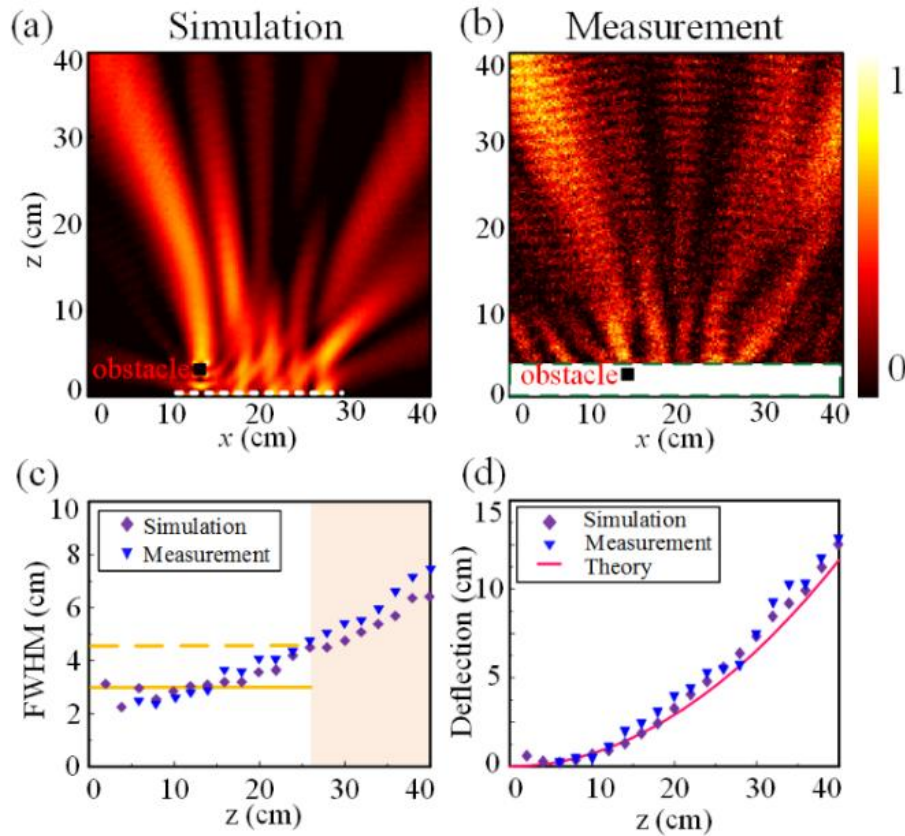 (a) Simulation
(b) Measurement
40
30
20
10
0
z (cm)
obstacle
0 10 20 30 40
x (cm)
40
30
20
10
0
obstacle
0 10 20 30 40
x (cm)
1
0
(c)
10
8
6
4
2
0
FWHM (cm)
Simulation
Measurement
0 10 20 30 40
z (cm)
(d)
15
10
5
0
Deflection (cm)
Simulation
Measurement
Theory
0 10 20 30 40
z (cm)